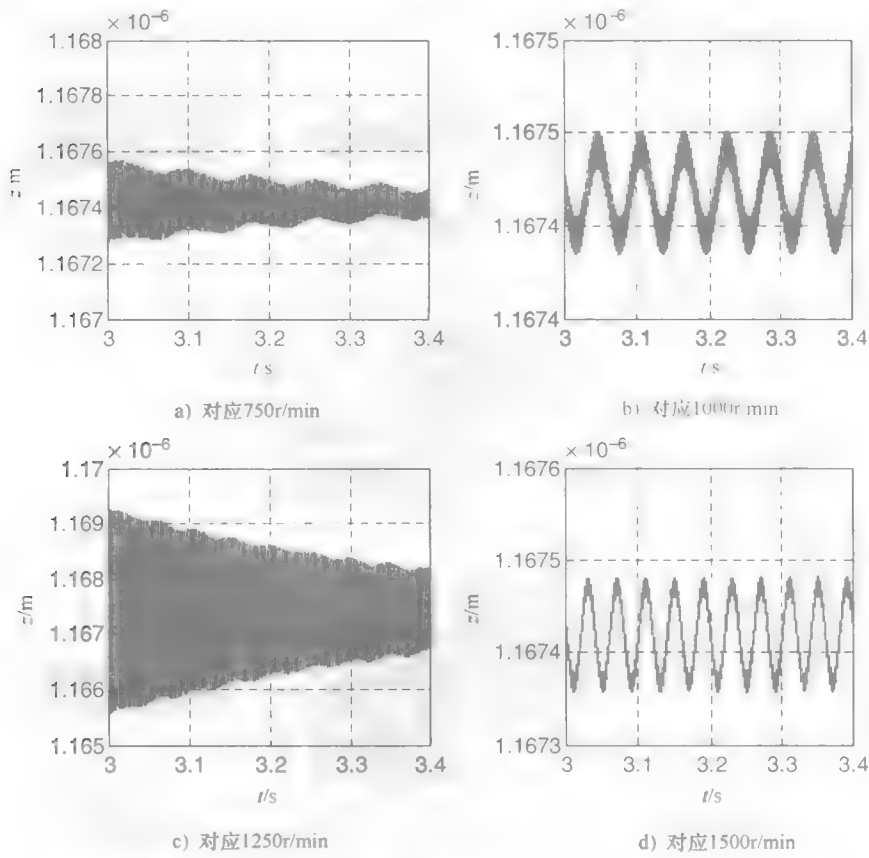 × 10⁻⁶
1.168
1.1678
1.1676
1.1674
1.1672
1.167
z m
3 3.1 3.2 3.3 3.4
t s
a) 对应750r/min
× 10⁻⁶
1.1675
1.1675
1.1674
1.1674
z/m
3 3.1 3.2 3.3 3.4
t s
b) 对应1000r min
× 10⁻⁶
1.17
1.169
1.168
1.167
1.166
1.165
z/m
3 3.1 3.2 3.3 3.4
t/s
c) 对应1250r/min
× 10⁻⁶
1.1676
1.1675
1.1674
1.1673
z/m
3 3.1 3.2 3.3 3.4
t/s
d) 对应1500r/min